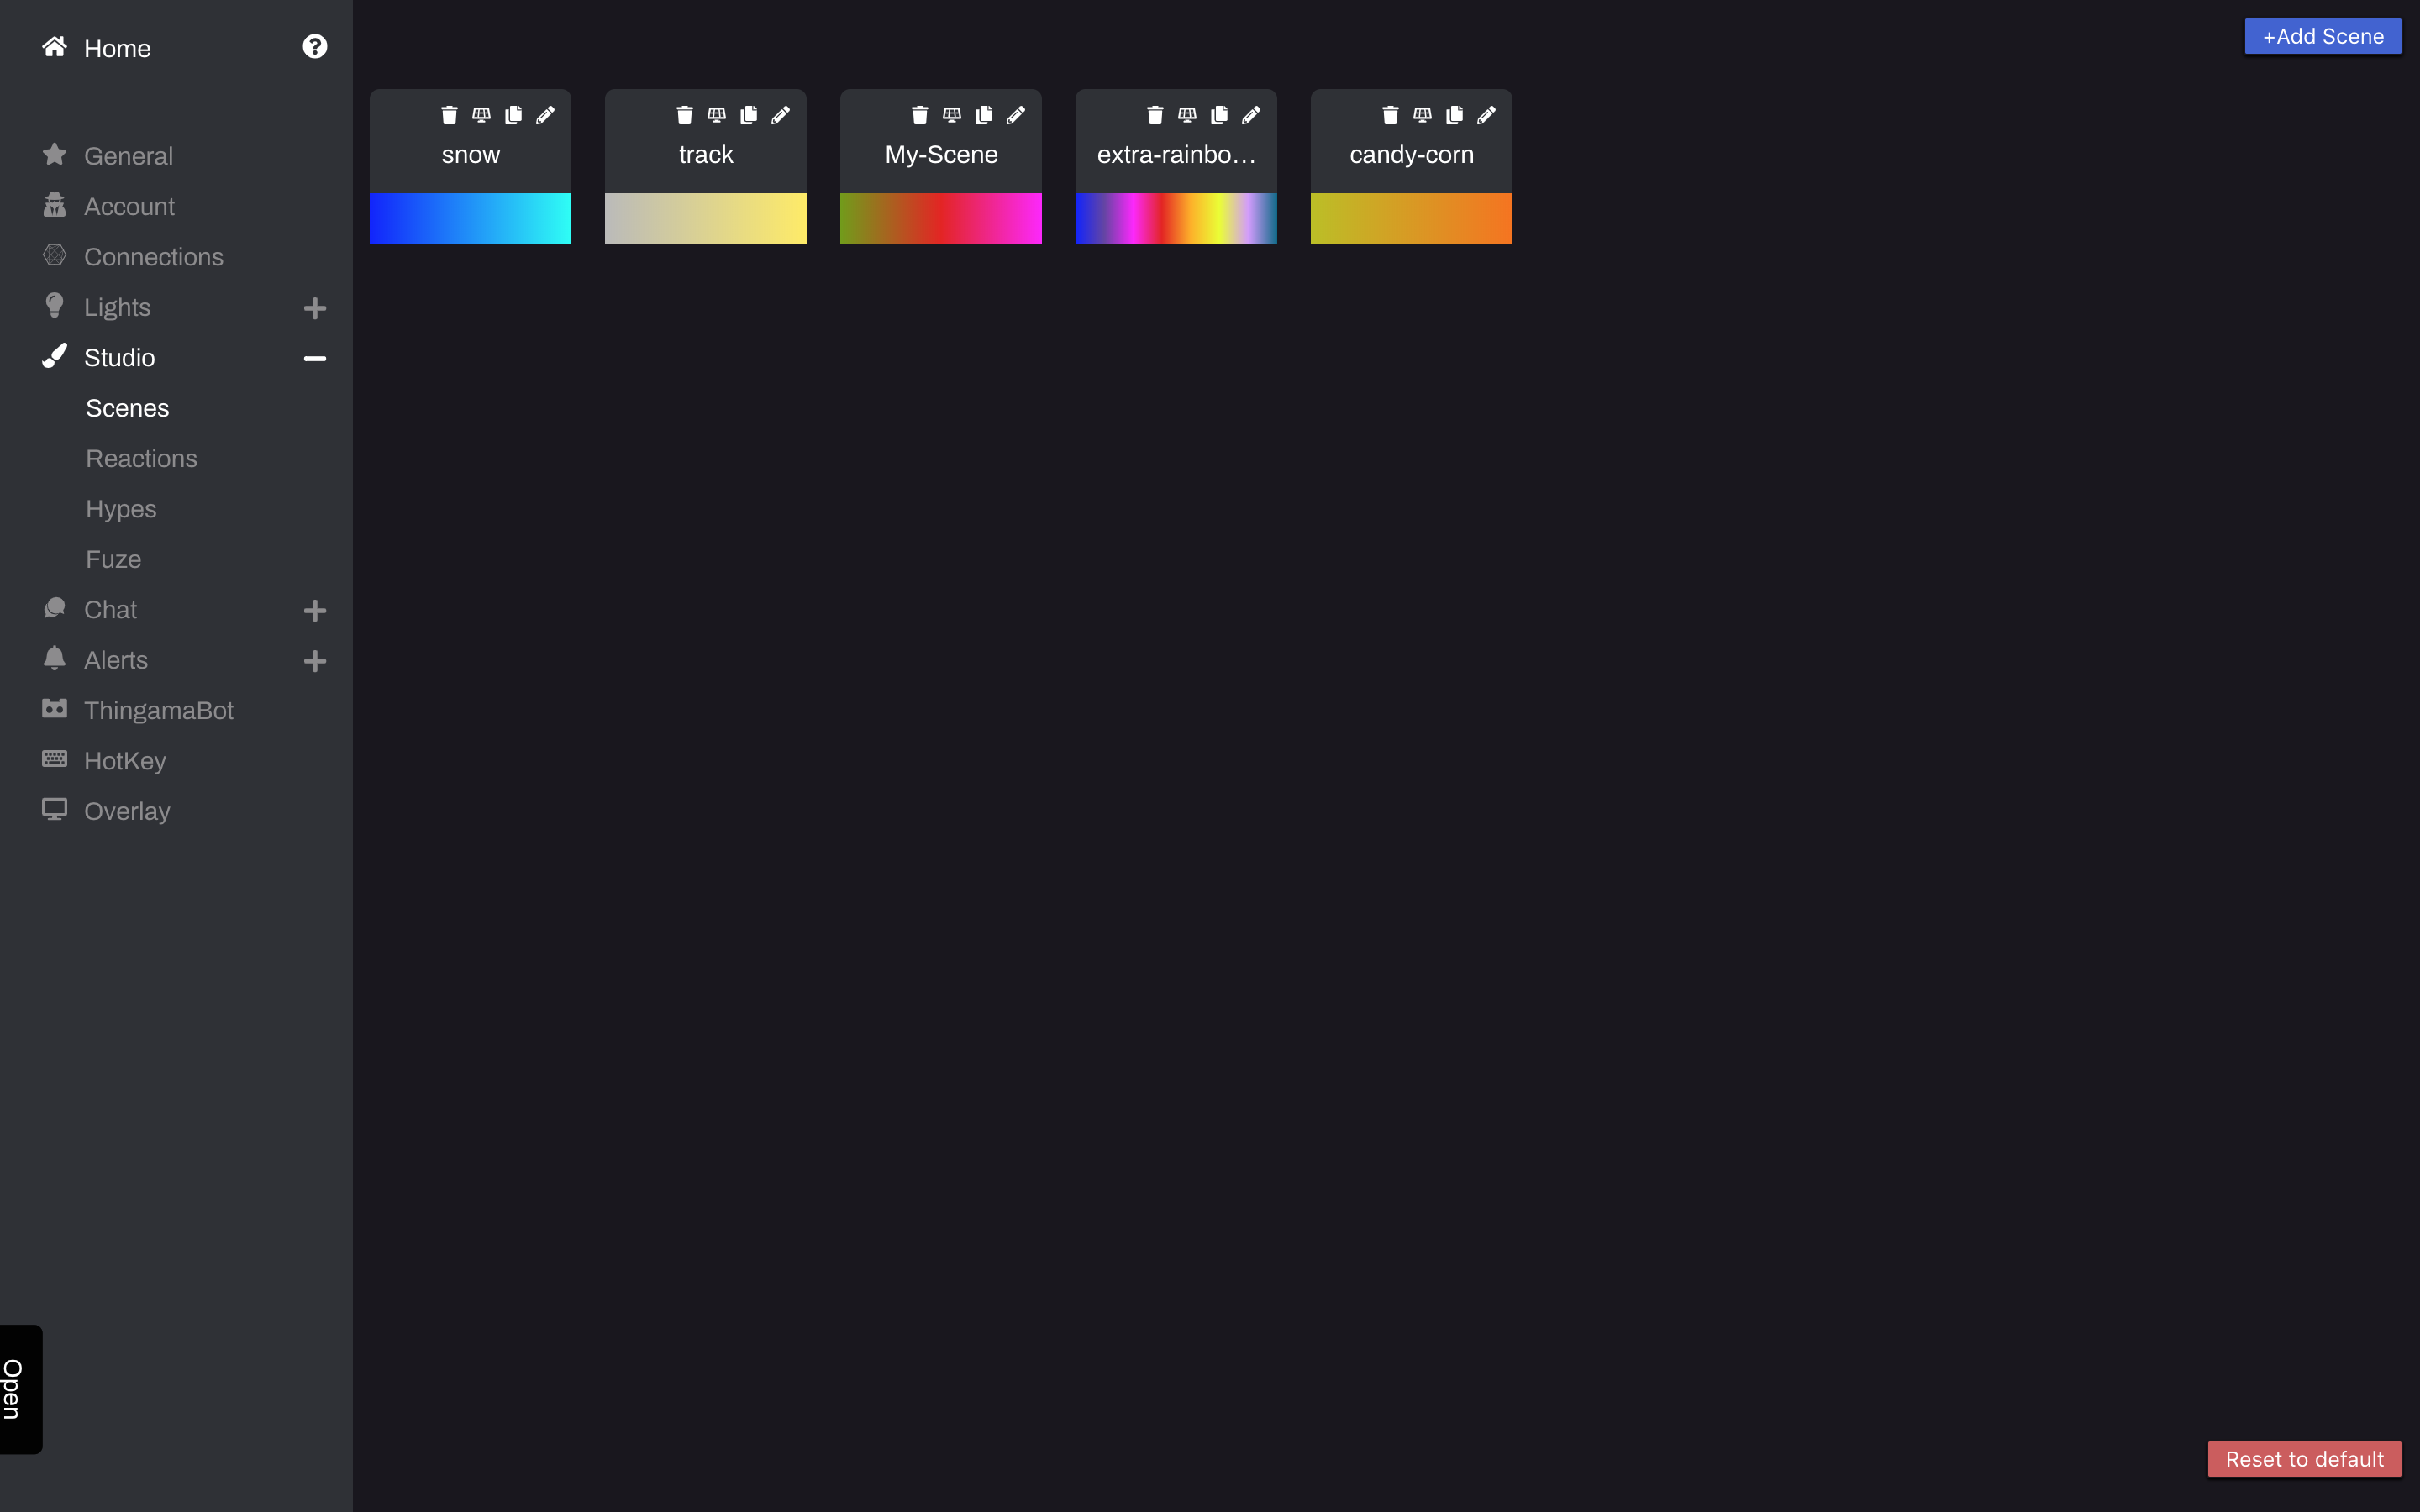 Home
General
Account
Connections
Lights
Studio
Scenes
Reactions
Hypes
Fuze
Chat
Alerts
ThingamaBot
HotKey
Overlay
Open
+Add Scene
snow
track
My-Scene
extra-rainbo...
candy-corn
Reset to default